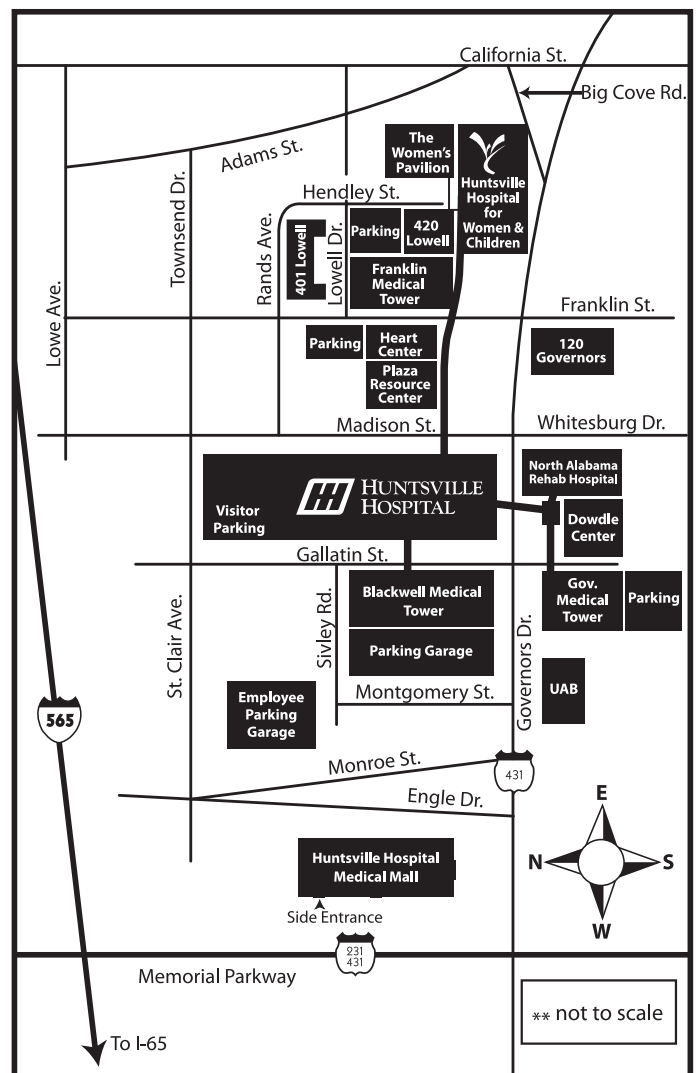 California St.
Big Cove Rd.
Adams St.
The
Women's
Pavilion
Huntsville
Hospital
for
Women &
Children
Hendley St.
Townsend Dr.
Rands Ave.
401 Lowell
Lowell Dr.
Parking
420
Lowell
Franklin
Medical
Tower
Lowe Ave.
Franklin St.
Parking
Heart
Center
Plaza
Resource
Center
120
Governors
Madison St.
Whitesburg Dr.
HUNTSVILLE
HOSPITAL
Visitor
Parking
North Alabama
Rehab Hospital
Dowdle
Center
Gallatin St.
Blackwell Medical
Tower
Parking Garage
Gov.
Medical
Tower
Parking
St. Clair Ave.
Sivley Rd.
Governors Dr.
Montgomery St.
UAB
Employee
Parking
Garage
565
Monroe St.
431
Engle Dr.
Huntsville Hospital
Medical Mall
Side Entrance
E
N
S
W
231
431
Memorial Parkway
** not to scale
To I-65